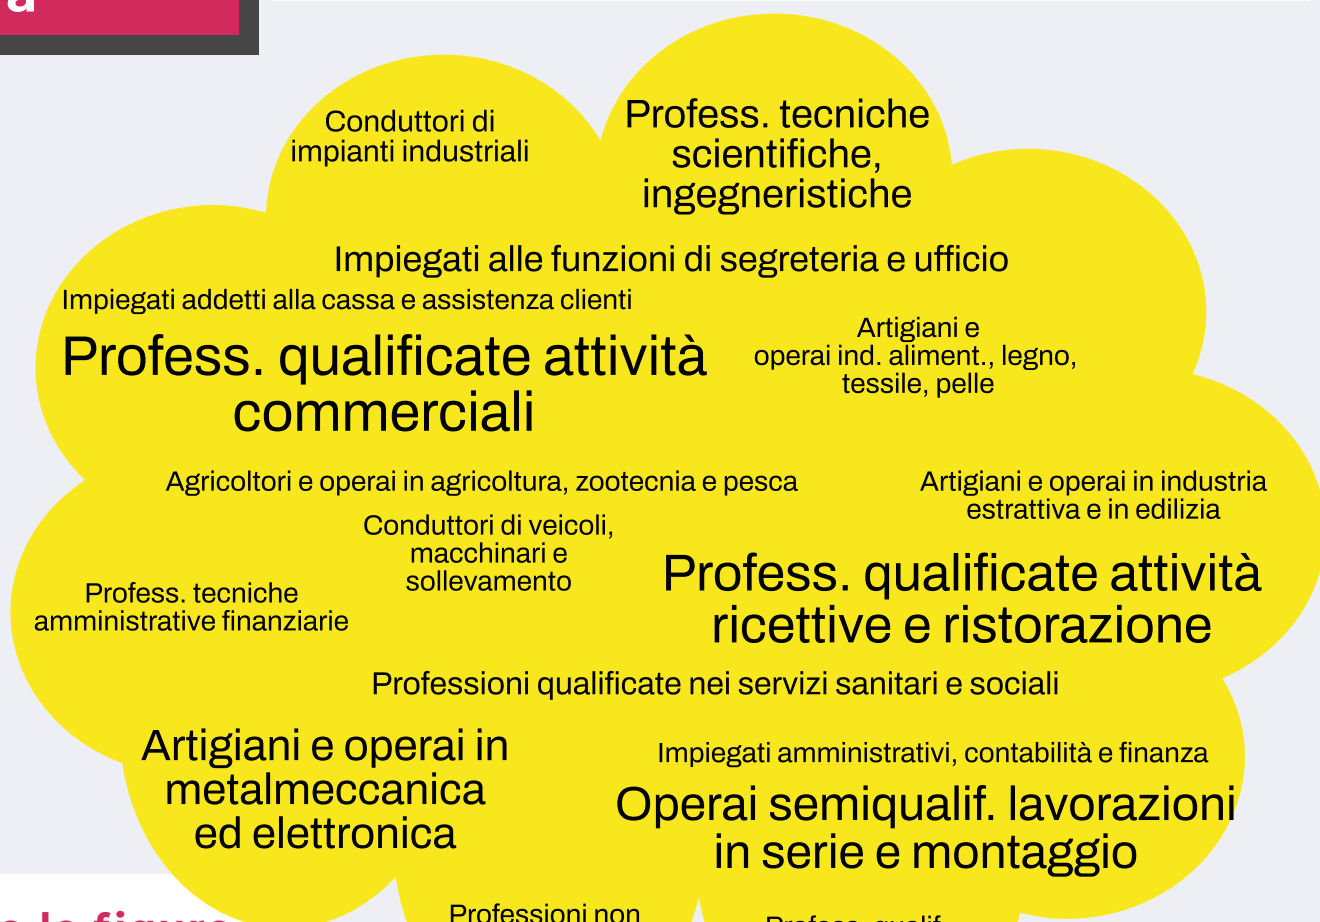 a
Conduttori di
impianti industriali
Profess. tecniche
scientifiche,
ingegneristiche
Impiegati alle funzioni di segreteria e ufficio
Impiegati addetti alla cassa e assistenza clienti
Profess. qualificate attività
commerciali
Artigiani e
operai ind. aliment., legno,
tessile, pelle
Agricoltori e operai in agricoltura, zootecnia e pesca
Artigiani e operai in industria
estrattiva e in edilizia
Conduttori di veicoli,
macchinari e
sollevamento
Profess. tecniche
amministrative finanziarie
Profess. qualificate attività
ricettive e ristorazione
Professioni qualificate nei servizi sanitari e sociali
Artigiani e operai in
metalmeccanica
ed elettronica
Impiegati amministrativi, contabilità e finanza
Operai semiqualif. lavorazioni
in serie e montaggio
Professioni non
Profess. qualif.
le figure